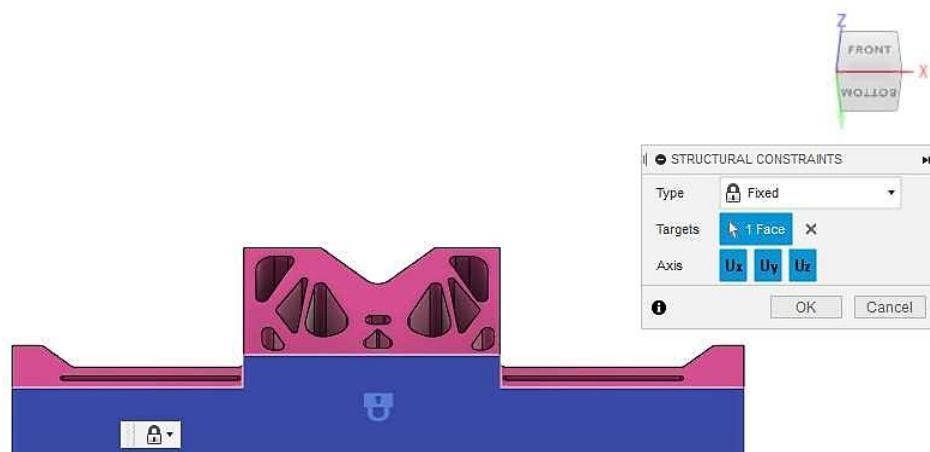 Z
FRONT
X
BOTTOM
STRUCTURAL CONSTRAINTS
Type Fixed
Targets 1 Face
Axis Ux Uy Uz
OK Cancel